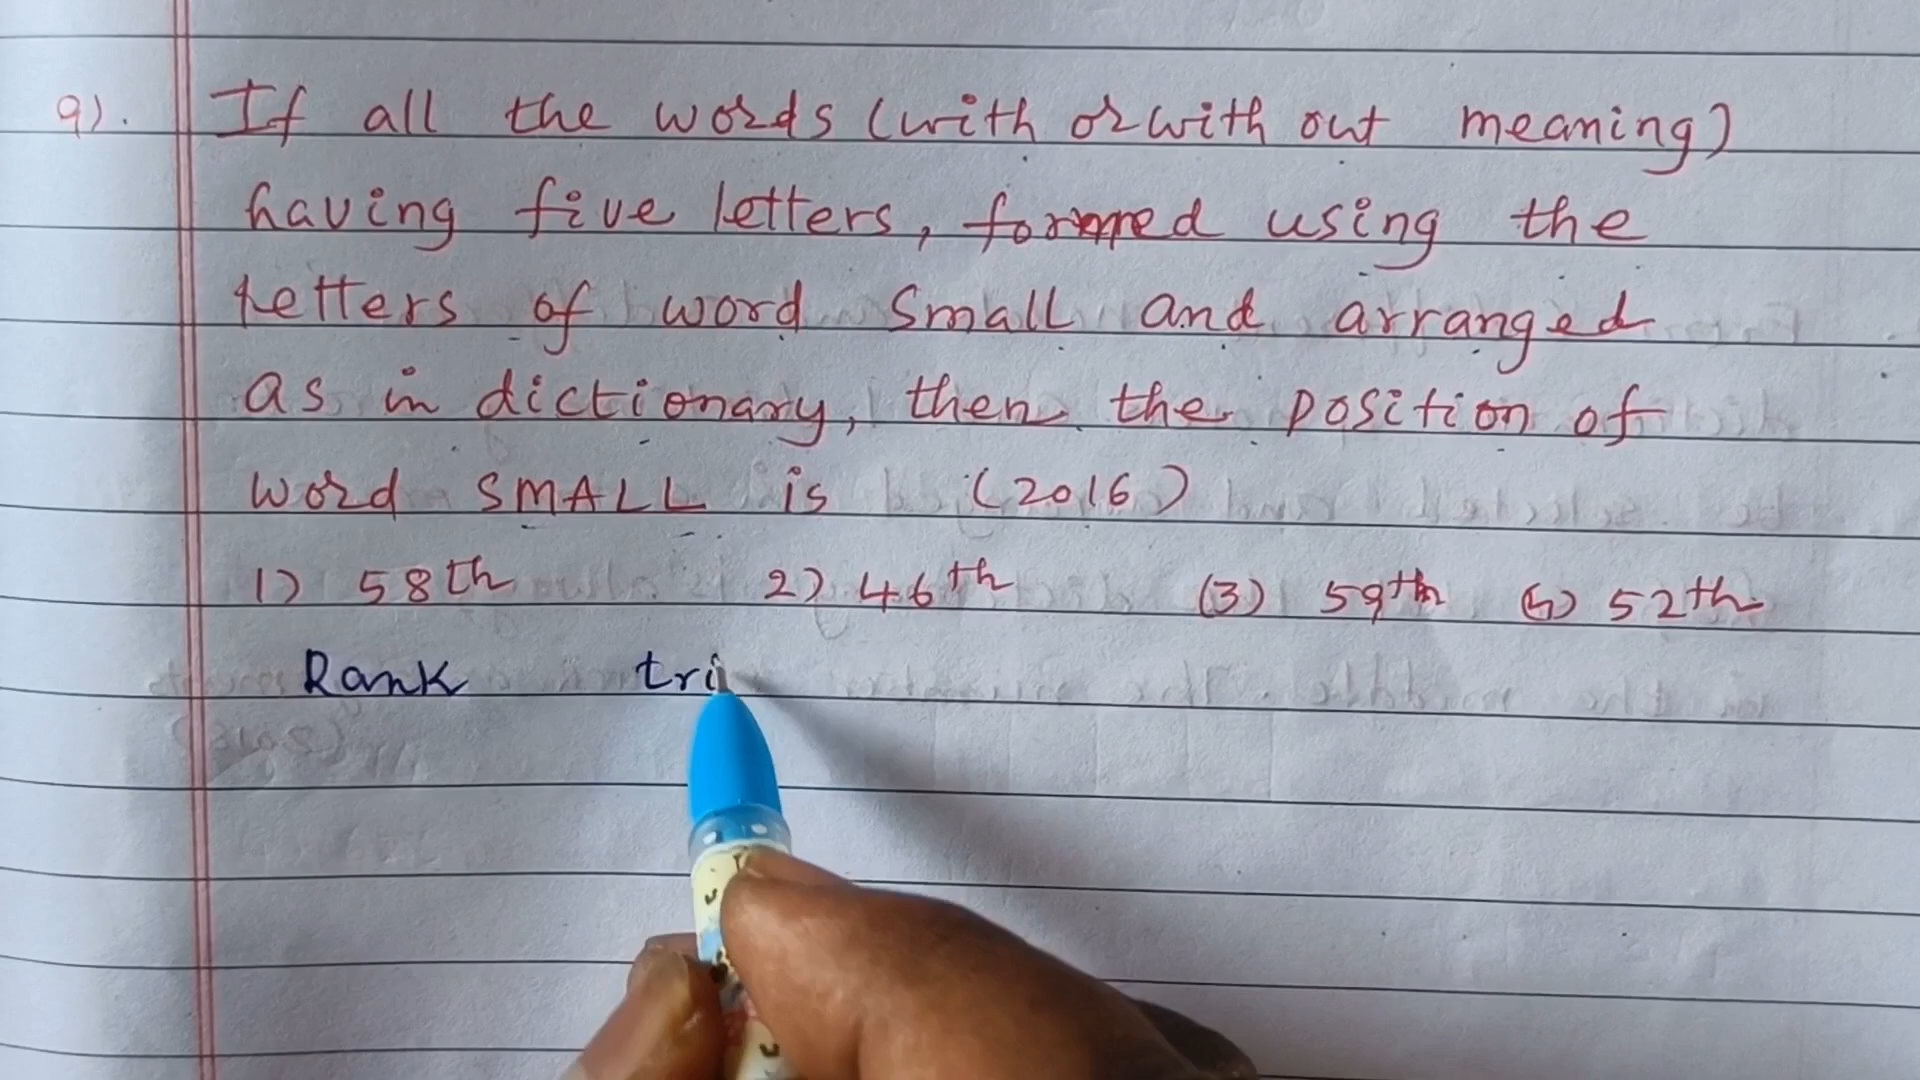 9). If all the words (with or with out meaning)
having five letters, formed using the
letters of word Small and arranged
as in dictionary, then the position of
word SMALL is (2016)
1) 58th 2) 46th (3) 59th (4) 52th
Rank tri